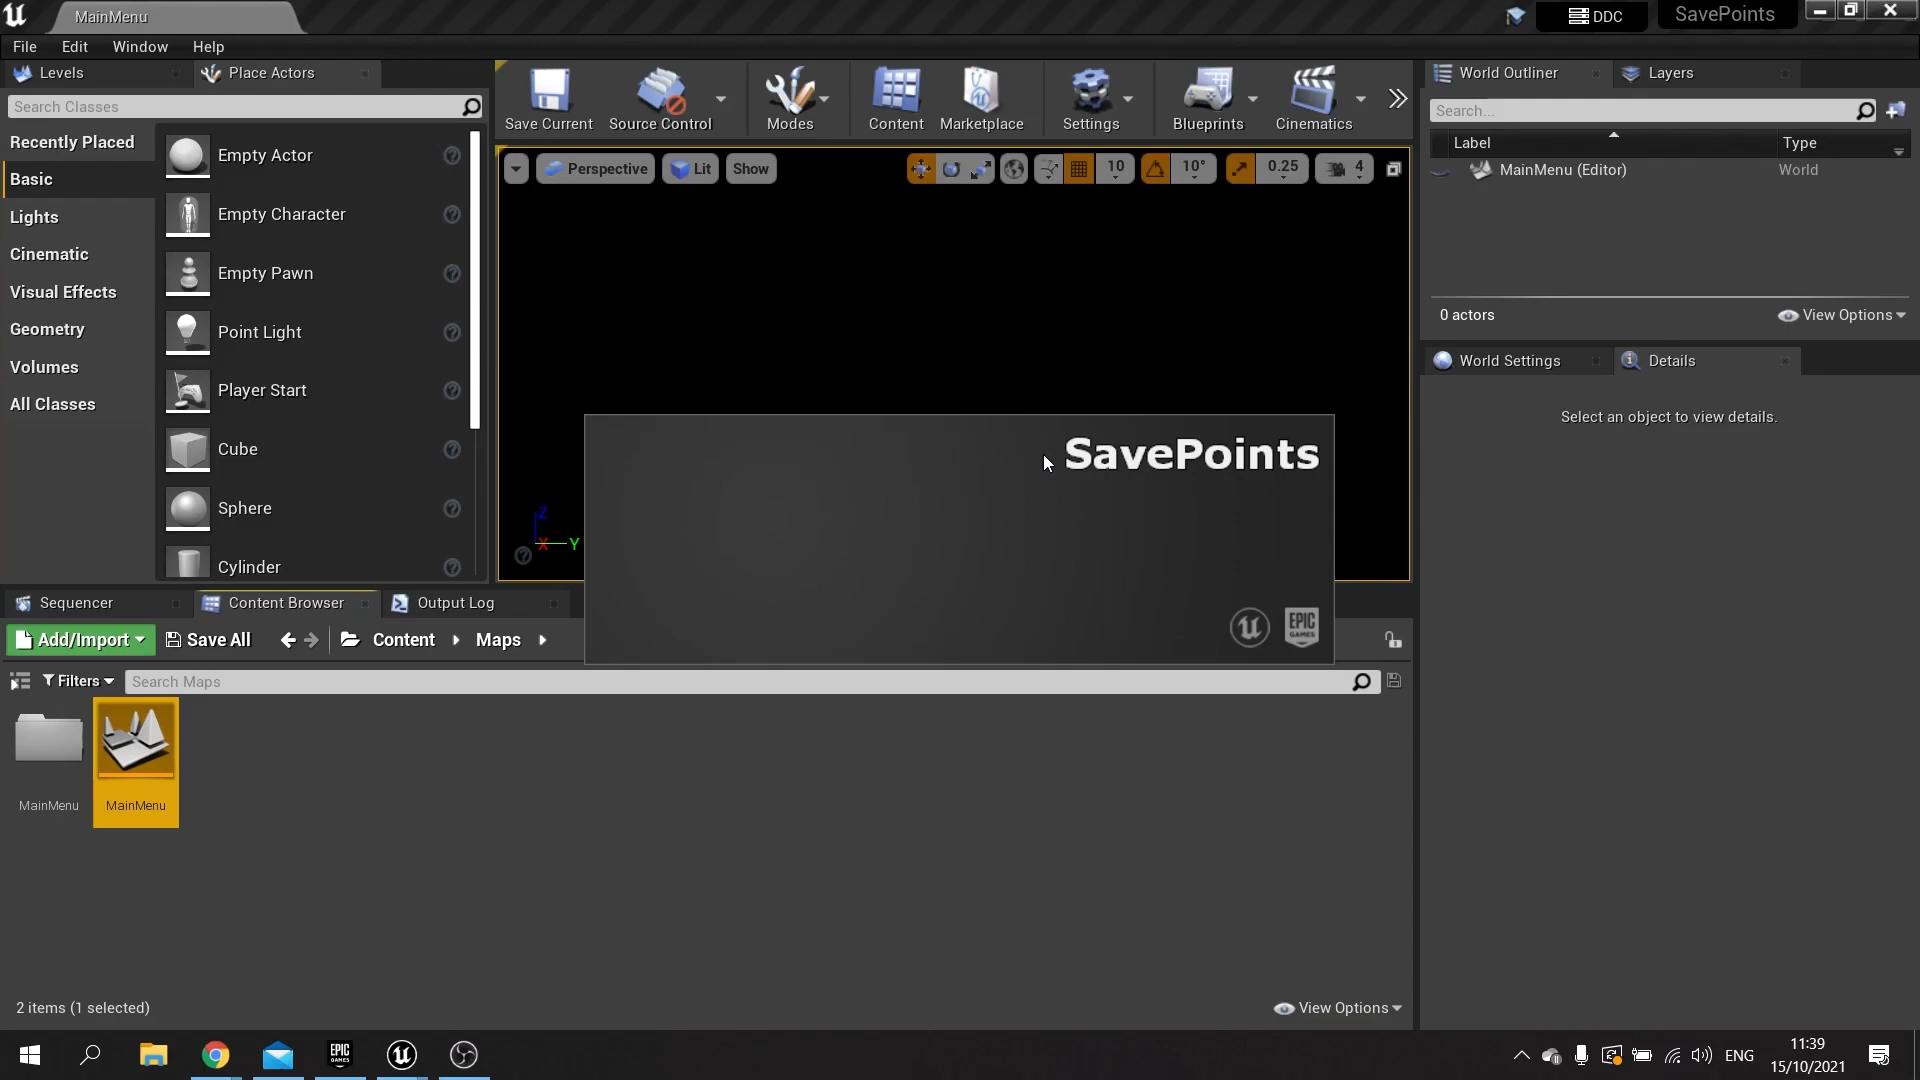 MainMenu
DDC
SavePoints
File Edit Window Help
Levels
Place Actors
Search Classes
Recently Placed
Basic
Lights
Cinematic
Visual Effects
Geometry
Volumes
All Classes
Empty Actor
Empty Character
Empty Pawn
Point Light
Player Start
Cube
Sphere
Cylinder
Save Current
Source Control
Modes
Content
Marketplace
Settings
Blueprints
Cinematics
Perspective
Lit
Show
10
10°
0.25
4
Z
X
Y
SavePoints
EPIC
GAMES
World Outliner
Layers
Search...
Label
Type
MainMenu (Editor)
World
0 actors
View Options
World Settings
Details
Select an object to view details.
Sequencer
Content Browser
Output Log
Add/Import
Save All
Content
Maps
Filters
Search Maps
MainMenu
MainMenu
2 items (1 selected)
View Options
EPIC
GAMES
ENG
11:39
15/10/2021